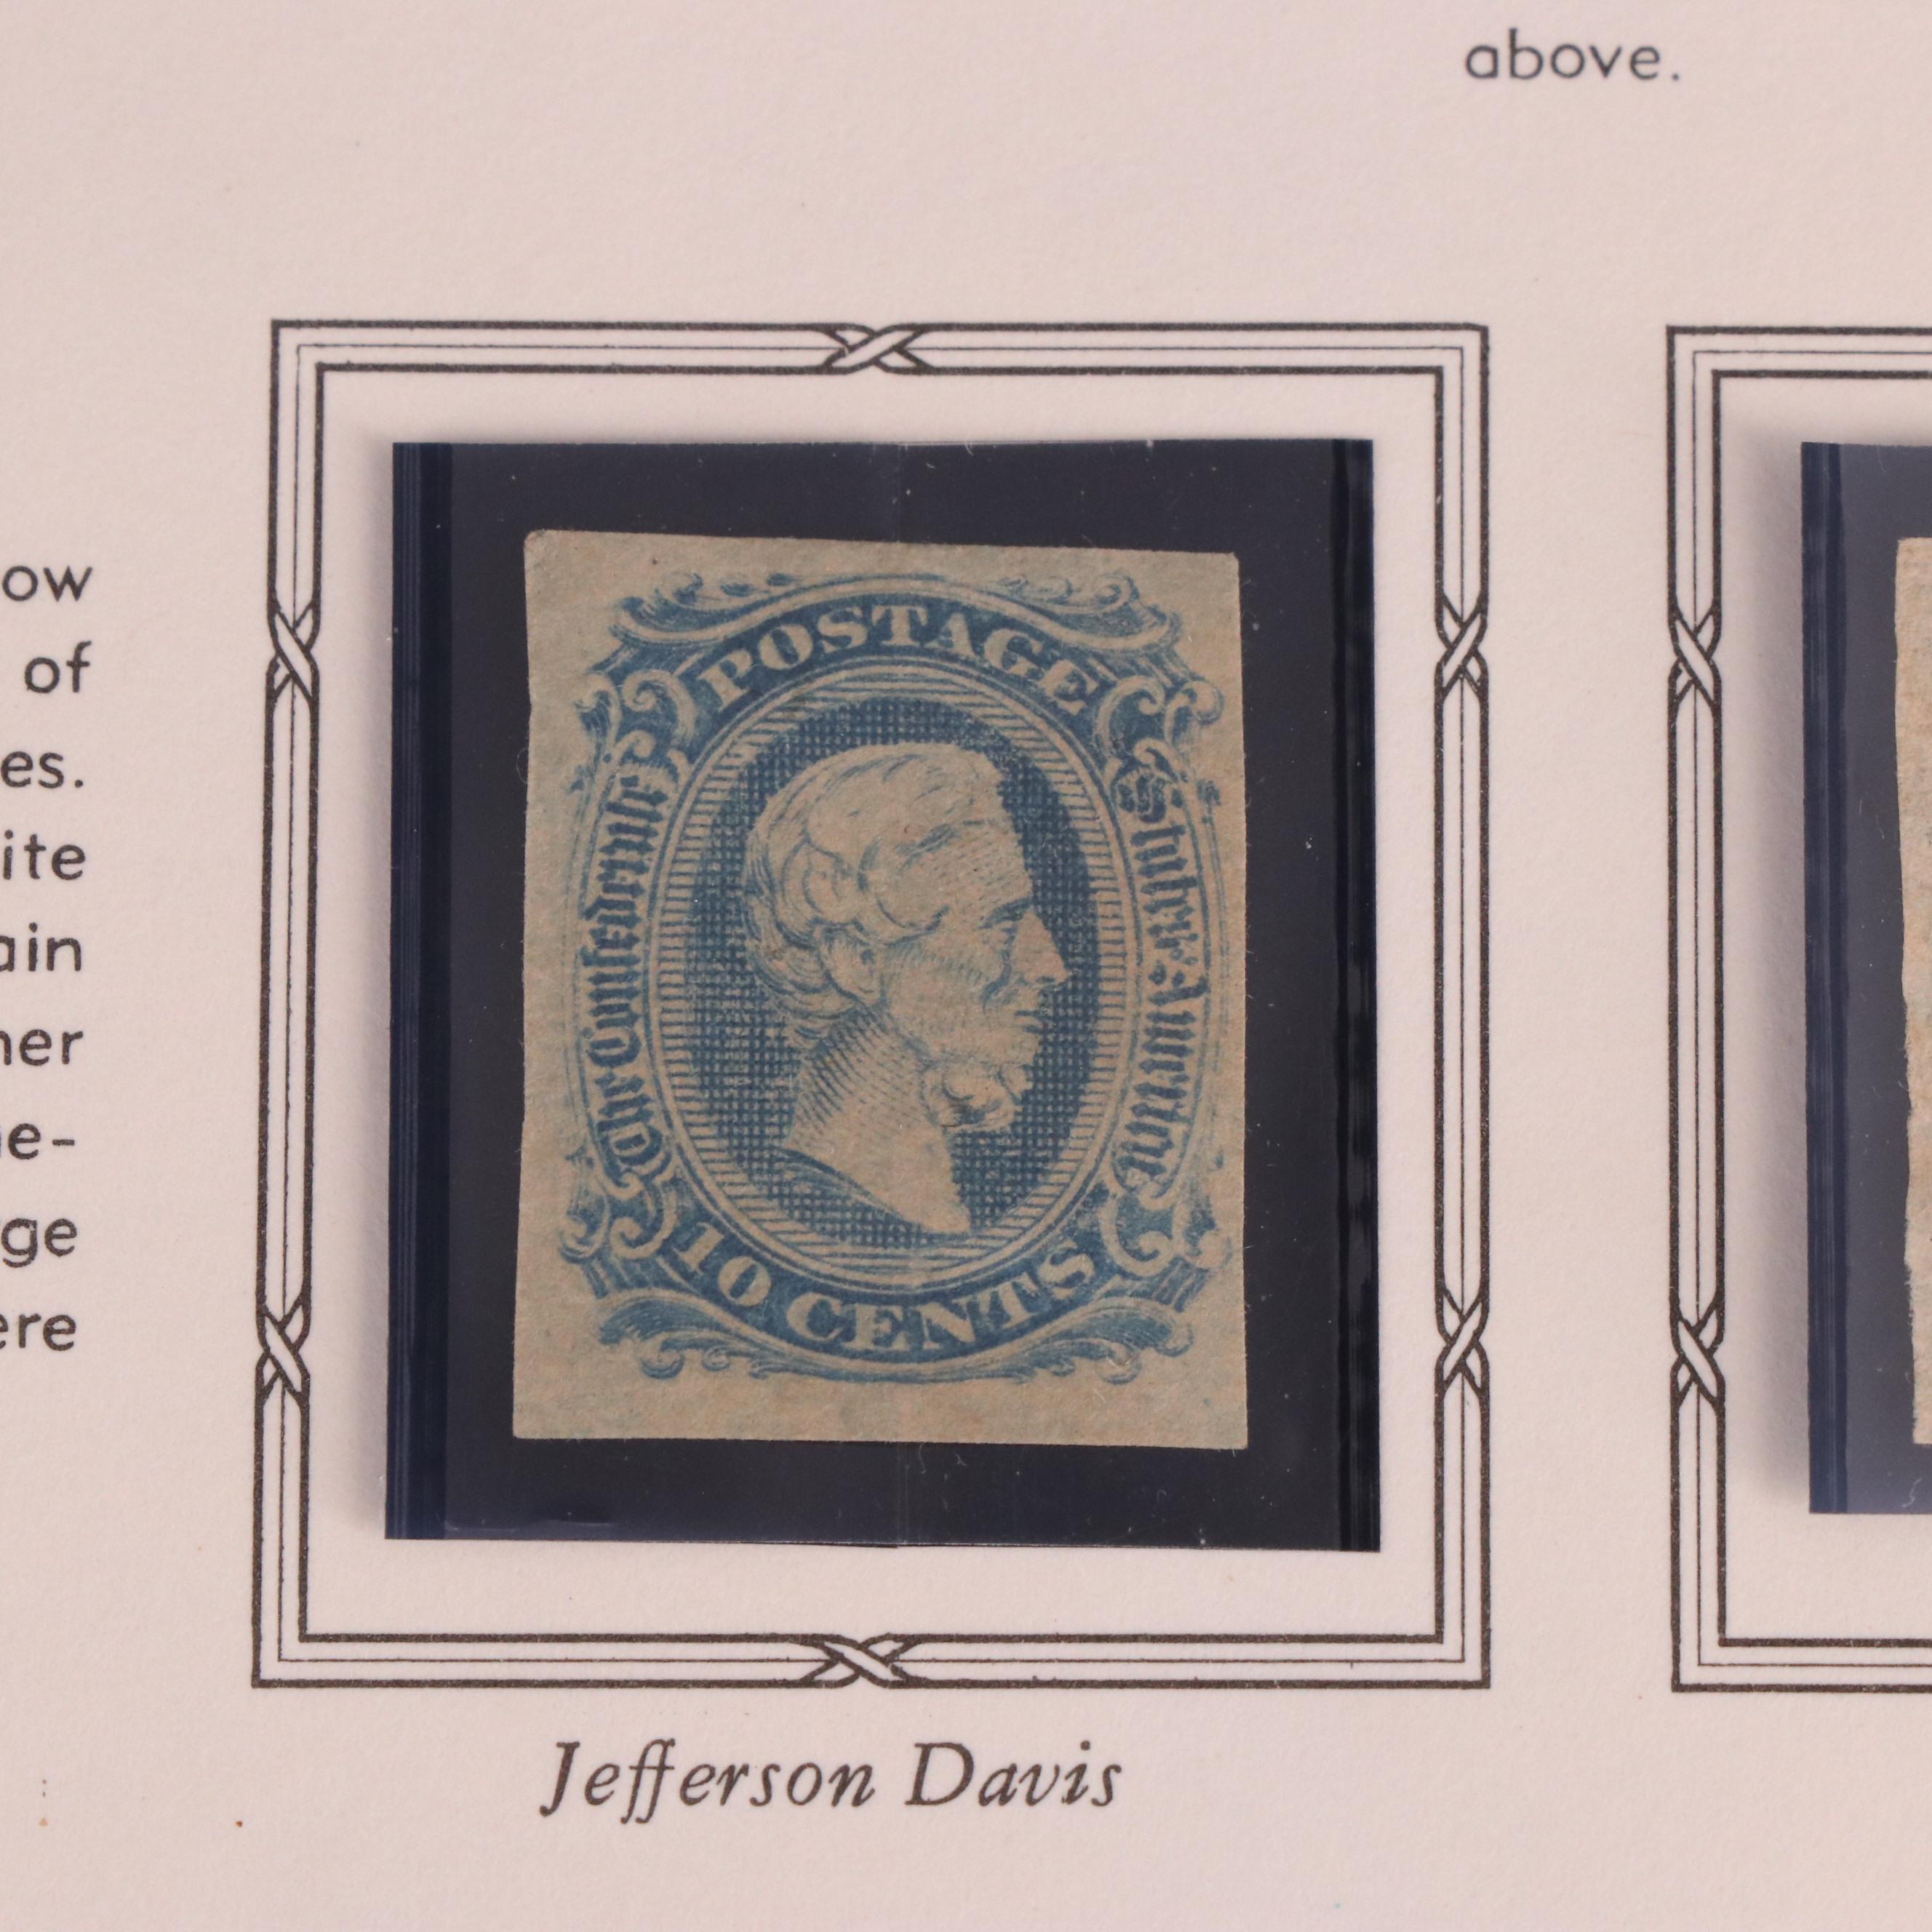 above.
ow
of
es.
ite
ain
her
e-
ge
ere
POSTAGE
The Confederate
States of America
10 CENTS
Jefferson Davis